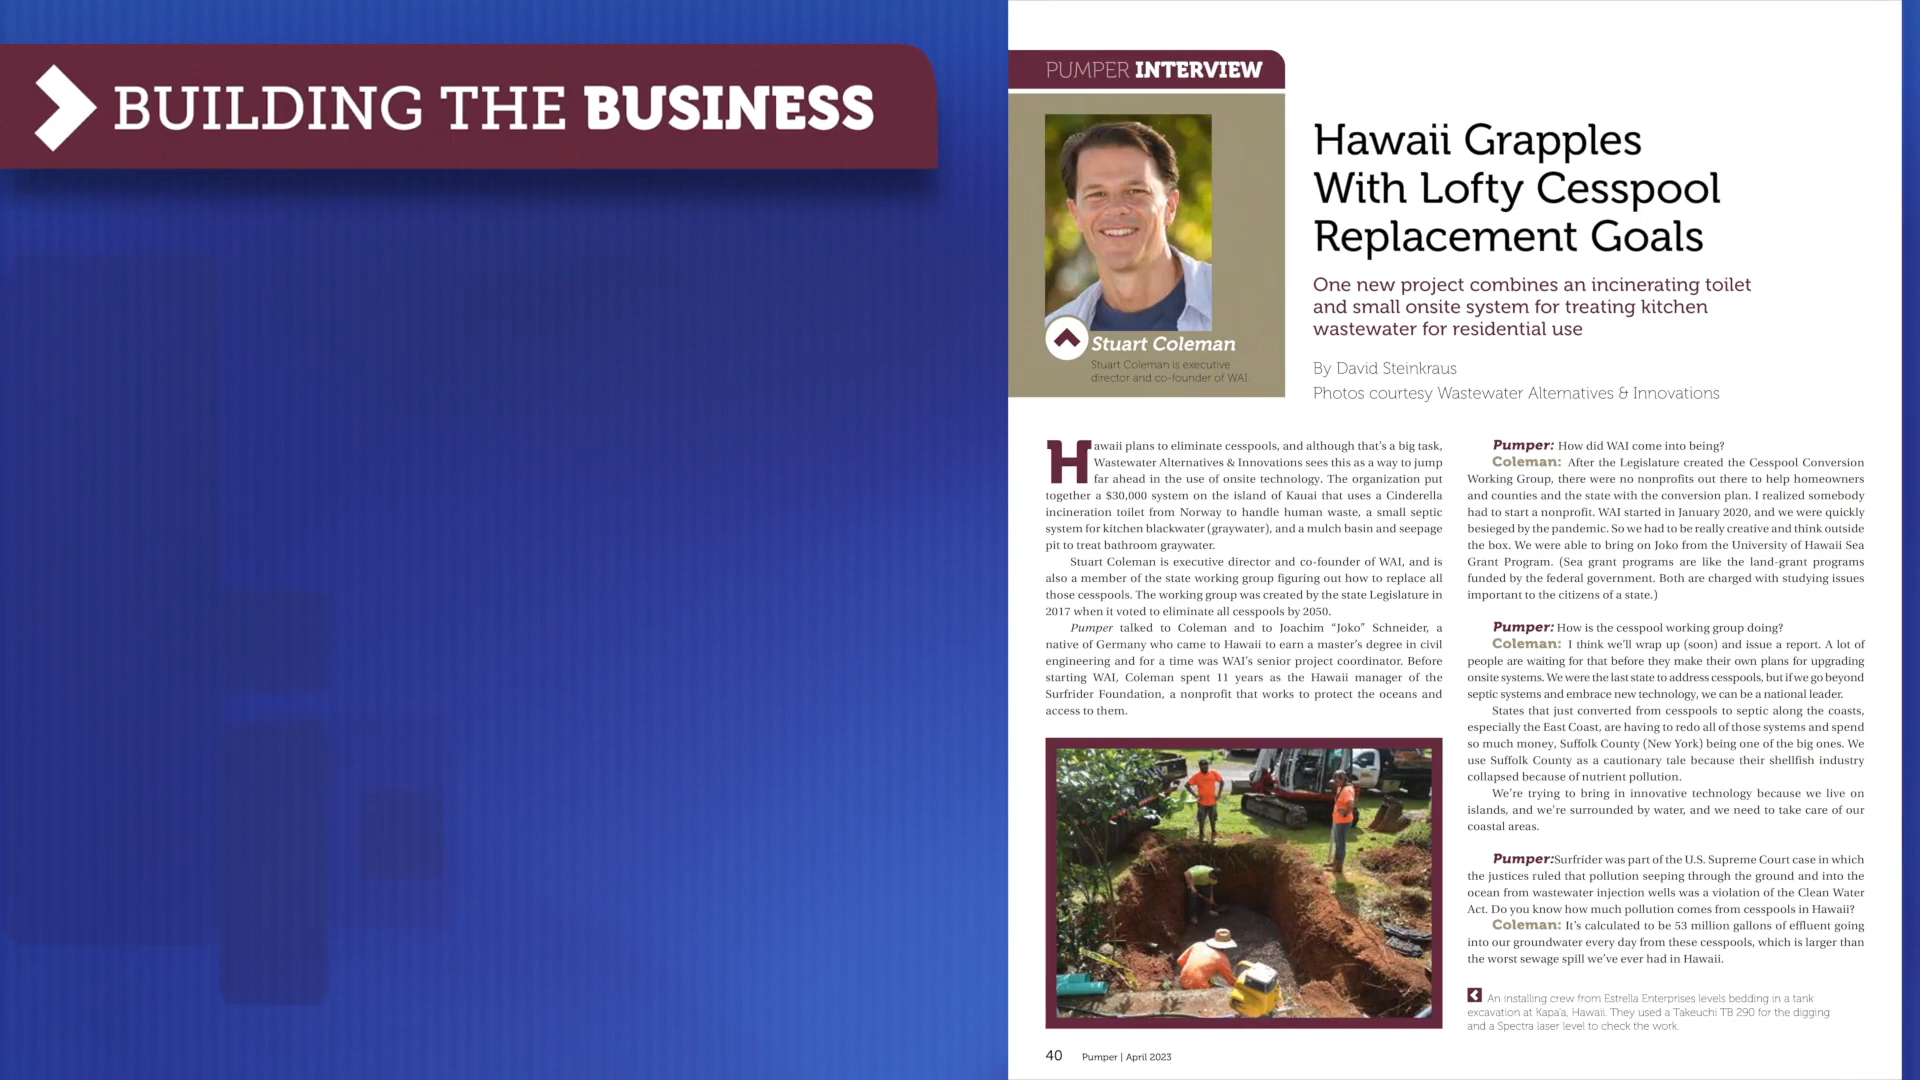 BUILDING THE BUSINESS
PUMPER INTERVIEW
Stuart Coleman
Stuart Coleman is executive
director and co-founder of WAI.
Hawaii Grapples
With Lofty Cesspool
Replacement Goals
One new project combines an incinerating toilet
and small onsite system for treating kitchen
wastewater for residential use
By David Steinkraus
Photos courtesy Wastewater Alternatives & Innovations
Hawaii plans to eliminate cesspools, and although that's a big task,
Wastewater Alternatives & Innovations sees this as a way to jump
far ahead in the use of onsite technology. The organization put
together a $30,000 system on the island of Kauai that uses a Cinderella
incineration toilet from Norway to handle human waste, a small septic
system for kitchen blackwater (graywater), and a mulch basin and seepage
pit to treat bathroom graywater.
Stuart Coleman is executive director and co-founder of WAI, and is
also a member of the state working group figuring out how to replace all
those cesspools. The working group was created by the state Legislature in
2017 when it voted to eliminate all cesspools by 2050.
Pumper talked to Coleman and to Joachim “Joko” Schneider, a
native of Germany who came to Hawaii to earn a master's degree in civil
engineering and for a time was WAI's senior project coordinator. Before
starting WAI, Coleman spent 11 years as the Hawaii manager of the
Surfrider Foundation, a nonprofit that works to protect the oceans and
access to them.
Pumper: How did WAI come into being?
Coleman: After the Legislature created the Cesspool Conversion
Working Group, there were no nonprofits out there to help homeowners
and counties and the state with the conversion plan. I realized somebody
had to start a nonprofit. WAI started in January 2020, and we were quickly
besieged by the pandemic. So we had to be really creative and think outside
the box. We were able to bring on Joko from the University of Hawaii Sea
Grant Program. (Sea grant programs are like the land-grant programs
funded by the federal government. Both are charged with studying issues
important to the citizens of a state.)
Pumper: How is the cesspool working group doing?
Coleman: I think we'll wrap up (soon) and issue a report. A lot of
people are waiting for that before they make their own plans for upgrading
onsite systems. We were the last state to address cesspools, but if we go beyond
septic systems and embrace new technology, we can be a national leader.
States that just converted from cesspools to septic along the coasts,
especially the East Coast, are having to redo all of those systems and spend
so much money, Suffolk County (New York) being one of the big ones. We
use Suffolk County as a cautionary tale because their shellfish industry
collapsed because of nutrient pollution.
We're trying to bring in innovative technology because we live on
islands, and we're surrounded by water, and we need to take care of our
coastal areas.
Pumper:Surfrider was part of the U.S. Supreme Court case in which
the justices ruled that pollution seeping through the ground and into the
ocean from wastewater injection wells was a violation of the Clean Water
Act. Do you know how much pollution comes from cesspools in Hawaii?
Coleman: It's calculated to be 53 million gallons of effluent going
into our groundwater every day from these cesspools, which is larger than
the worst sewage spill we've ever had in Hawaii.
An installing crew from Estrella Enterprises levels bedding in a tank
excavation at Kapa'a, Hawaii. They used a Takeuchi TB 290 for the digging
and a Spectra laser level to check the work.
40 Pumper | April 2023